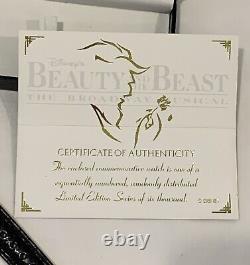 Disney's
BEAUTY AND THE BEAST
THE BROADWAY MUSICAL
CERTIFICATE OF AUTHENTICITY
The enclosed commemorative watch is one of a
sequentially numbered, randomly distributed
Limited Edition Series of six thousand.